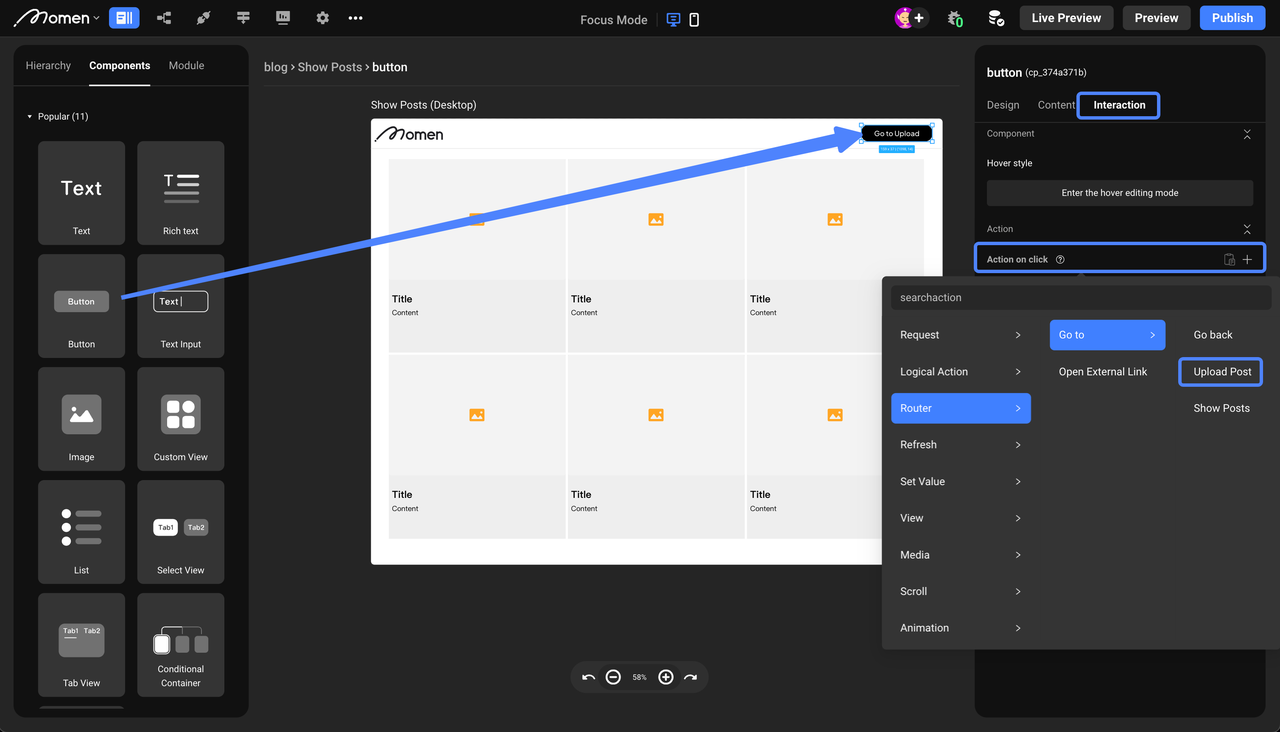 Momen
Focus Mode
0
Live Preview
Preview
Publish
Hierarchy
Components
Module
Popular (11)
Text
Text
T
Rich text
Button
Button
Text
Text Input
Image
Custom View
List
Tab1
Tab2
Select View
Tab1
Tab2
Tab View
Conditional
Container
blog > Show Posts > button
Show Posts (Desktop)
Momen
Go to Upload
Title
Content
Title
Content
Title
Content
Title
Content
Title
Content
Title
Content
58%
button (cp_374a371b)
Design
Content
Interaction
Component
Hover style
Enter the hover editing mode
Action
Action on click
searchaction
Request
Logical Action
Router
Refresh
Set Value
View
Media
Scroll
Animation
Go to
Open External Link
Go back
Upload Post
Show Posts